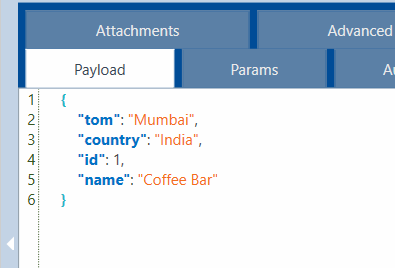 Attachments Advanced
Payload Params
1 {
2 "tom": "Mumbai",
3 "country": "India",
4 "id": 1,
5 "name": "Coffee Bar"
6 }